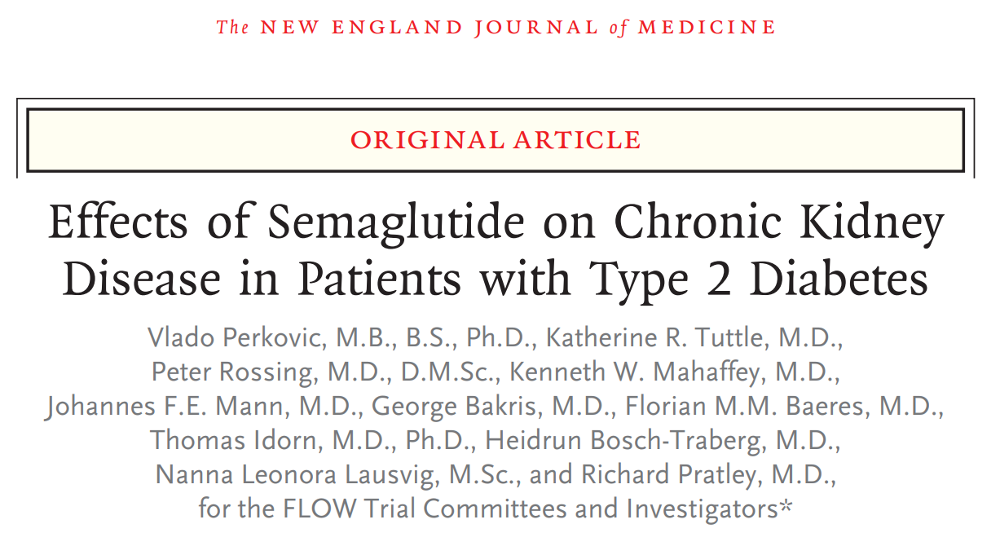 The NEW ENGLAND JOURNAL of MEDICINE
ORIGINAL ARTICLE
Effects of Semaglutide on Chronic Kidney
Disease in Patients with Type 2 Diabetes
Vlado Perkovic, M.B., B.S., Ph.D., Katherine R. Tuttle, M.D.,
Peter Rossing, M.D., D.M.Sc., Kenneth W. Mahaffey, M.D.,
Johannes F.E. Mann, M.D., George Bakris, M.D., Florian M.M. Baeres, M.D.,
Thomas Idorn, M.D., Ph.D., Heidrun Bosch-Traberg, M.D.,
Nanna Leonora Lausvig, M.Sc., and Richard Pratley, M.D.,
for the FLOW Trial Committees and Investigators*